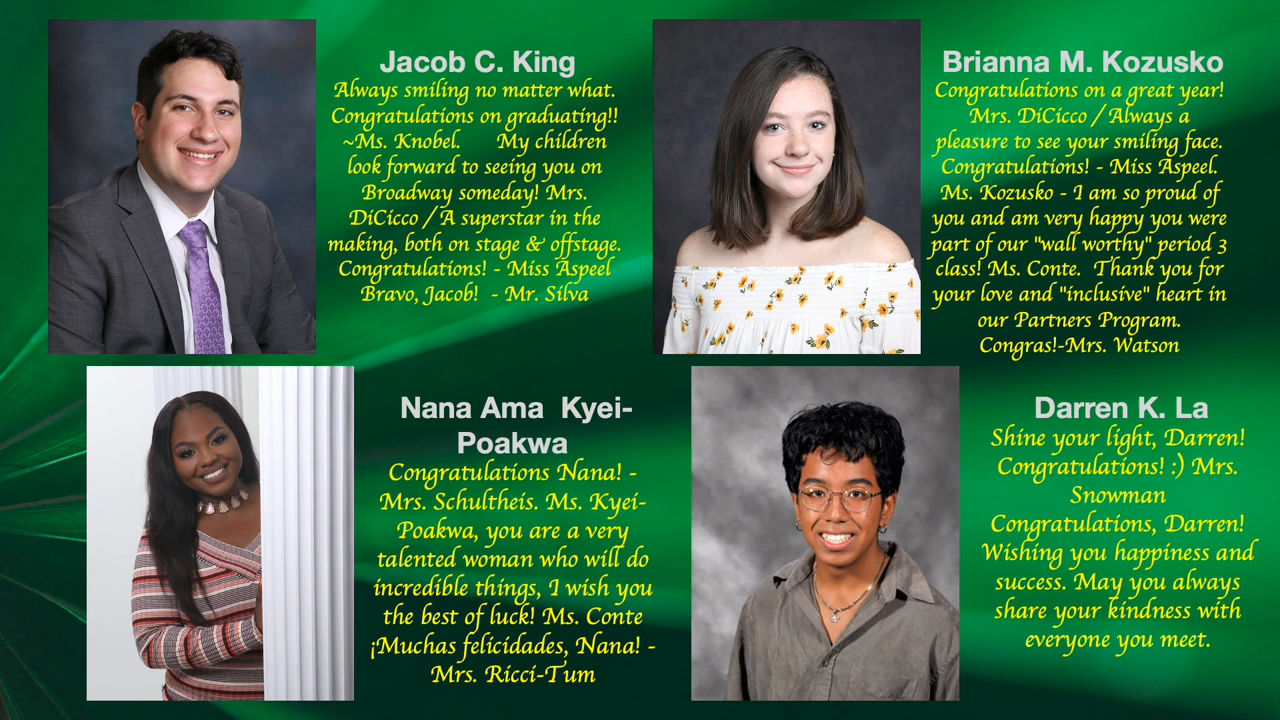 Jacob C. King
Always smiling no matter what.
Congratulations on graduating!!
~Ms. Knobel. My children
look forward to seeing you on
Broadway someday! Mrs.
DiCicco / A superstar in the
making, both on stage & offstage.
Congratulations! - Miss Aspeel
Bravo, Jacob! - Mr. Silva
Brianna M. Kozusko
Congratulations on a great year!
Mrs. DiCicco / Always a
pleasure to see your smiling face.
Congratulations! - Miss Aspeel.
Ms. Kozusko - I am so proud of
you and am very happy you were
part of our "wall worthy" period 3
class! Ms. Conte. Thank you for
your love and "inclusive" heart in
our Partners Program.
Congras!-Mrs. Watson
Nana Ama Kyei-
Poakwa
Congratulations Nana! -
Mrs. Schultheis. Ms. Kyei-
Poakwa, you are a very
talented woman who will do
incredible things, I wish you
the best of luck! Ms. Conte
¡Muchas felicidades, Nana! -
Mrs. Ricci-Tum
Darren K. La
Shine your light, Darren!
Congratulations! :) Mrs.
Snowman
Congratulations, Darren!
Wishing you happiness and
success. May you always
share your kindness with
everyone you meet.